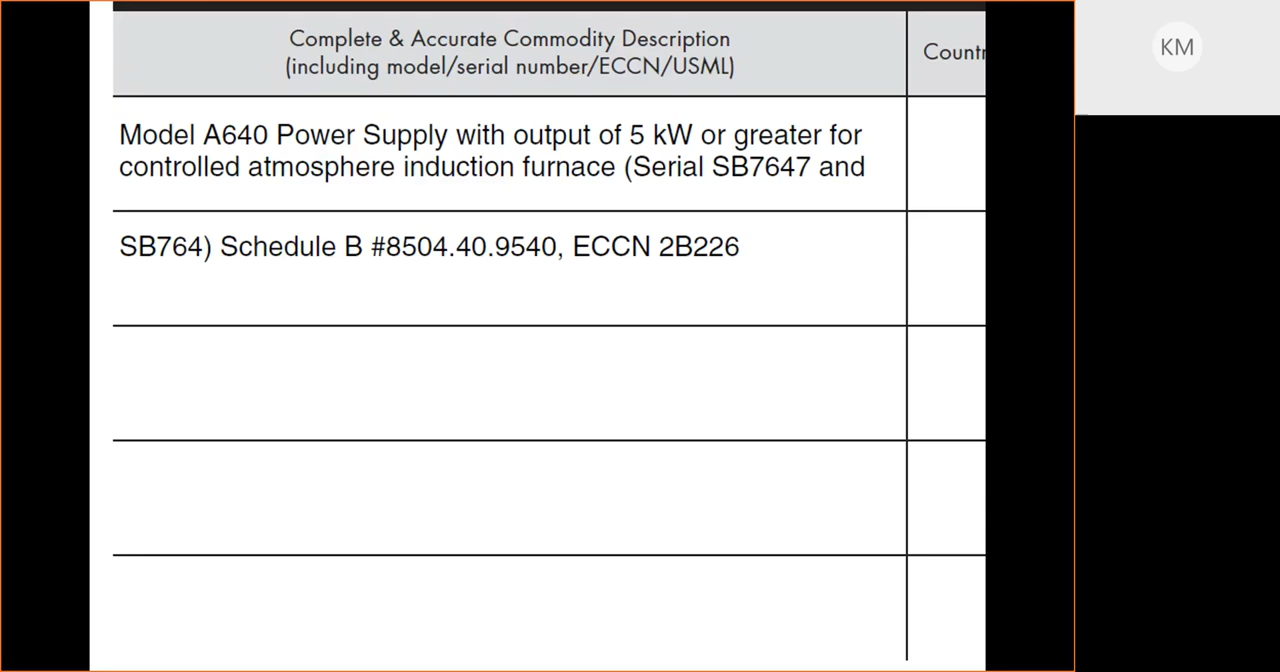 Complete & Accurate Commodity Description
(including model/serial number/ECCN/USML)
Countr
KM
Model A640 Power Supply with output of 5 kW or greater for
controlled atmosphere induction furnace (Serial SB7647 and
SB764) Schedule B #8504.40.9540, ECCN 2B226